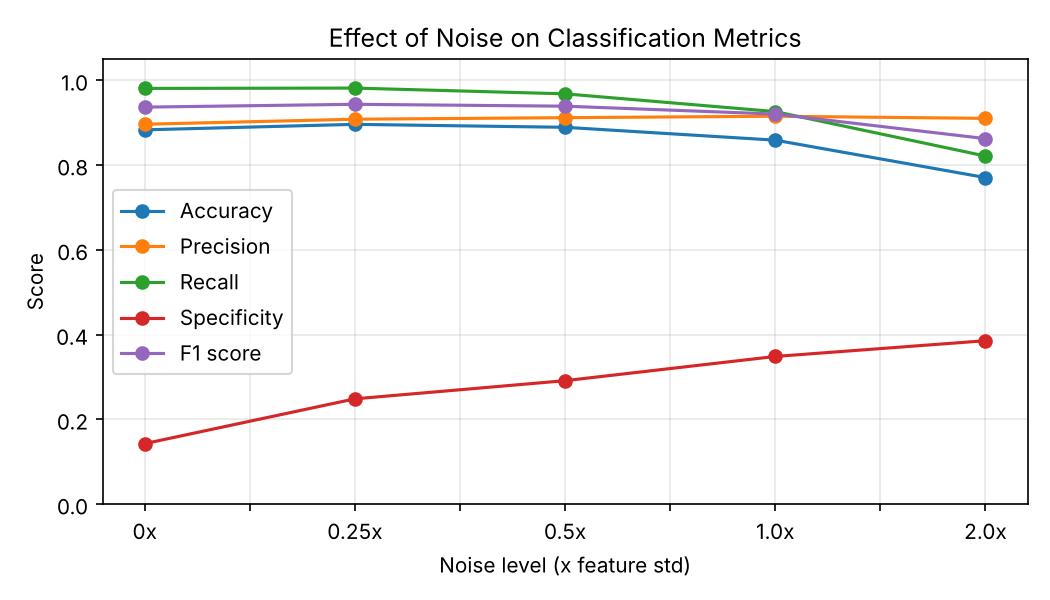 Effect of Noise on Classification Metrics
1.0
0.8
0.6
0.4
0.2
0.0
Score
Accuracy
Precision
Recall
Specificity
F1 score
0x
0.25x
0.5x
1.0x
2.0x
Noise level (x feature std)